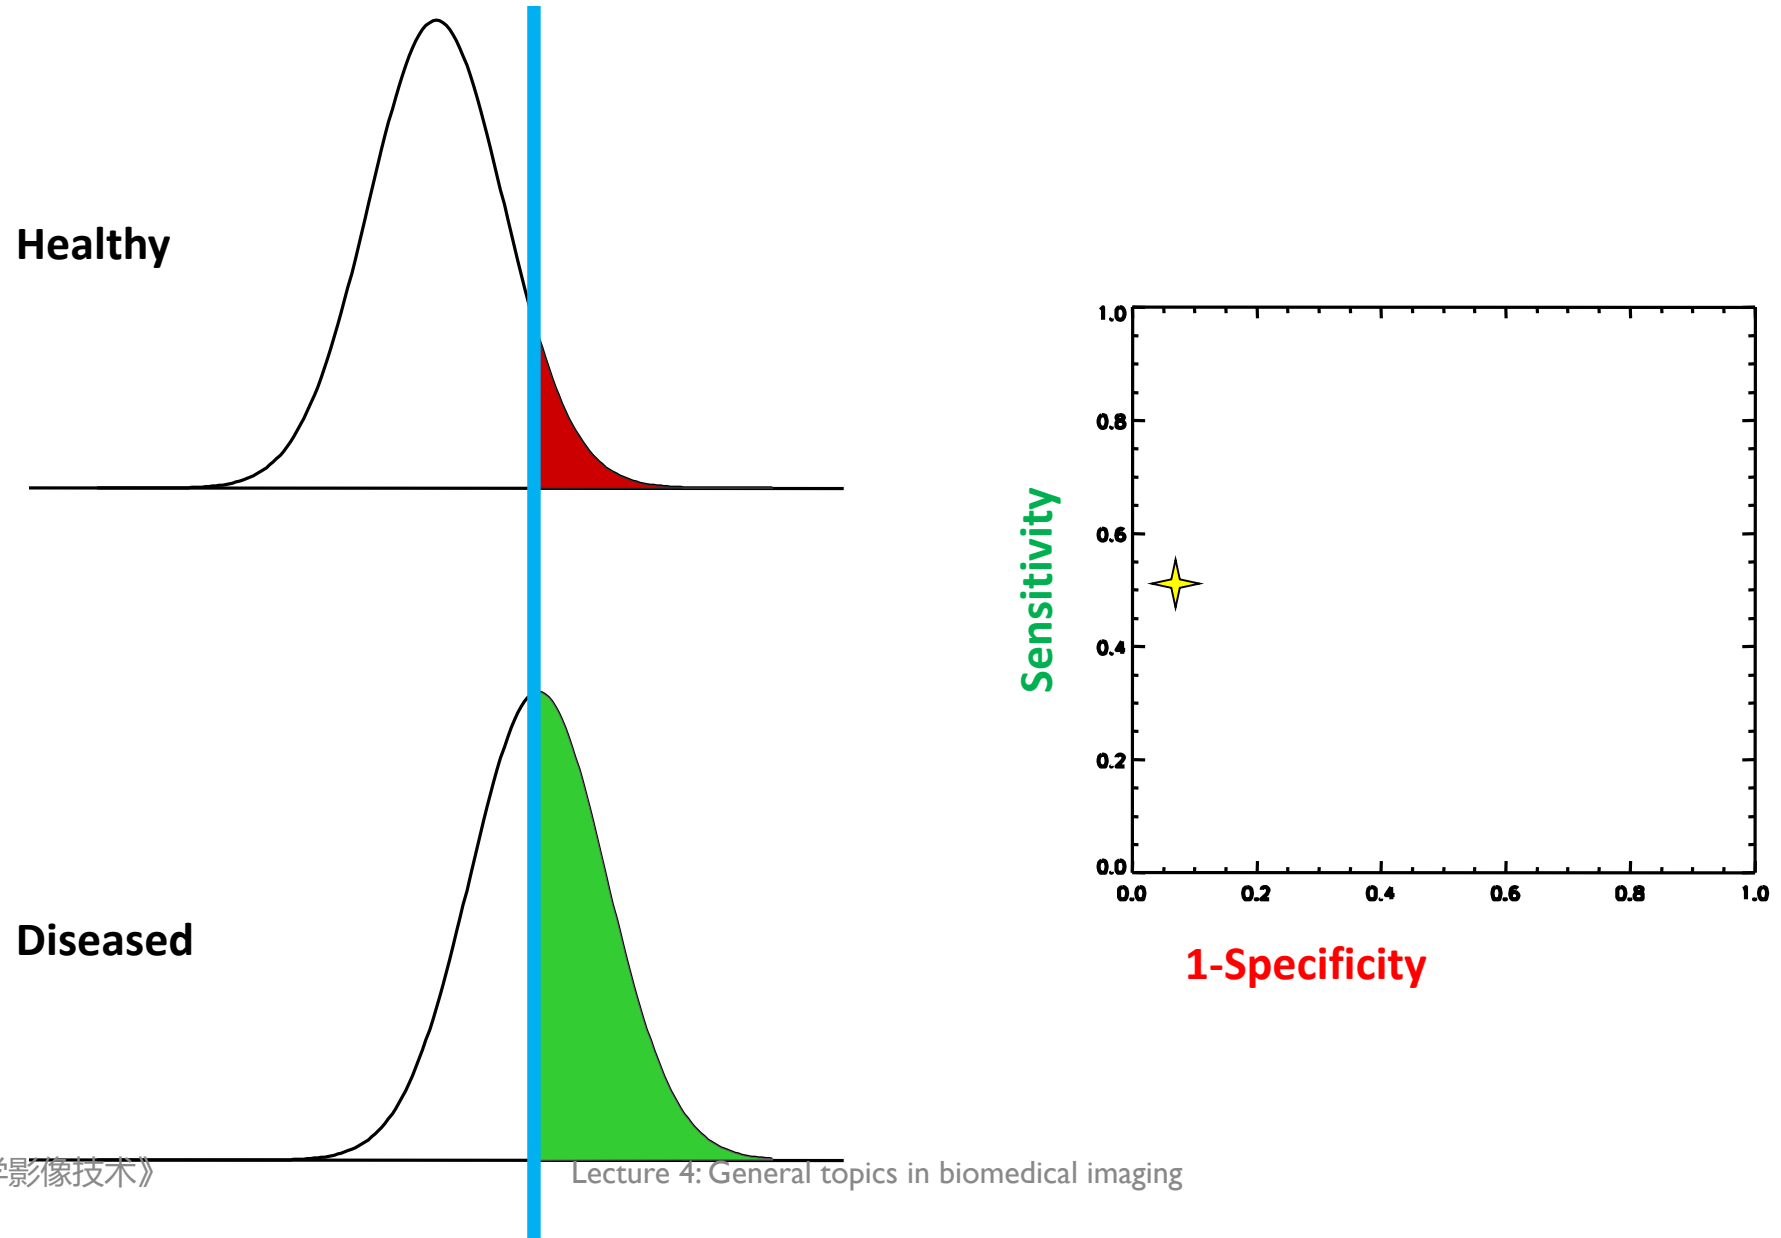 Healthy
Diseased
Sensitivity
1.0
0.8
0.6
0.4
0.2
0.0
0.0 0.2 0.4 0.6 0.8 1.0
1-Specificity
学影像技术》
Lecture 4: General topics in biomedical imaging